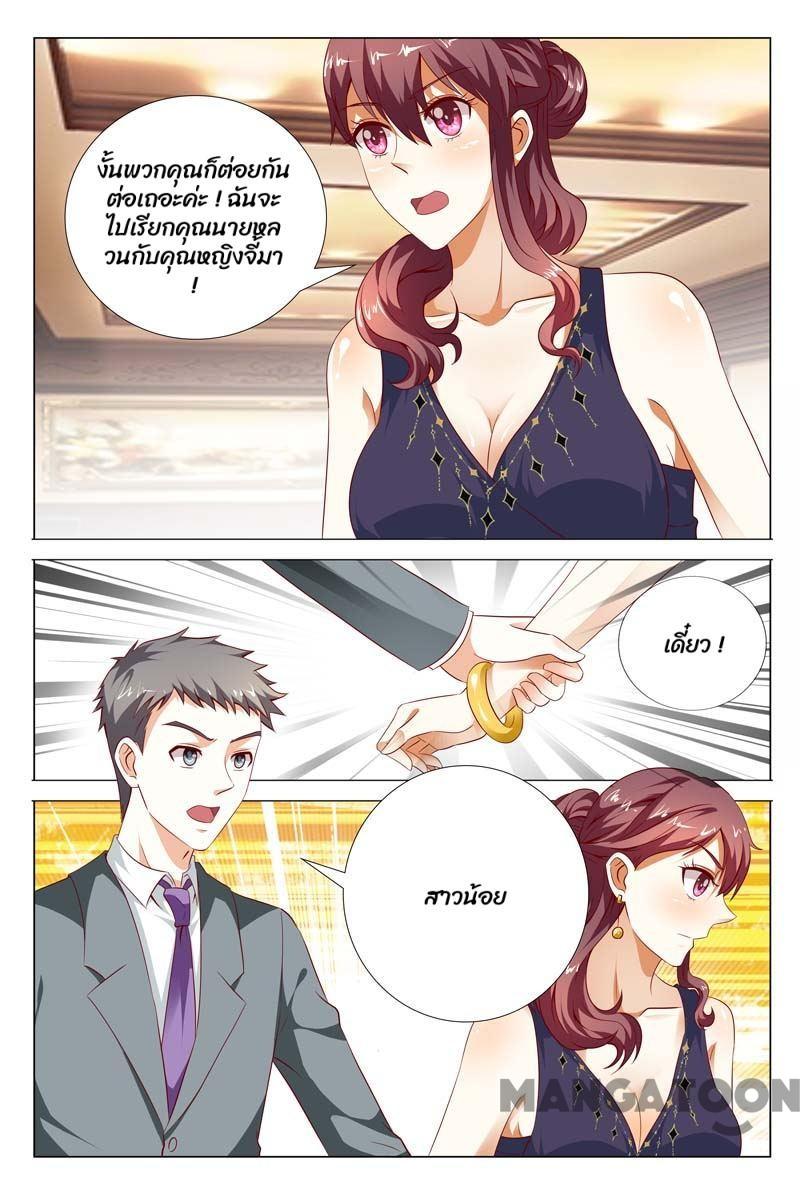 งั้นพวกคุณก็ต่อยกัน
ต่อเถอะค่ะ ! ฉันจะ
ไปเรียกคุณนายหล
วนกับคุณหญิงจี้มา
!
เดี๋ยว !
สาวน้อย
MANGATOON